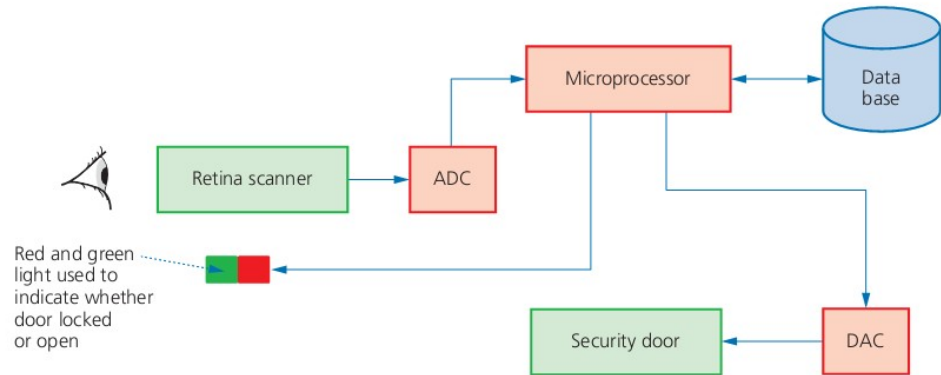 Microprocessor
Data
base
Retina scanner
ADC
Red and green
light used to
indicate whether
door locked
or open
Security door
DAC